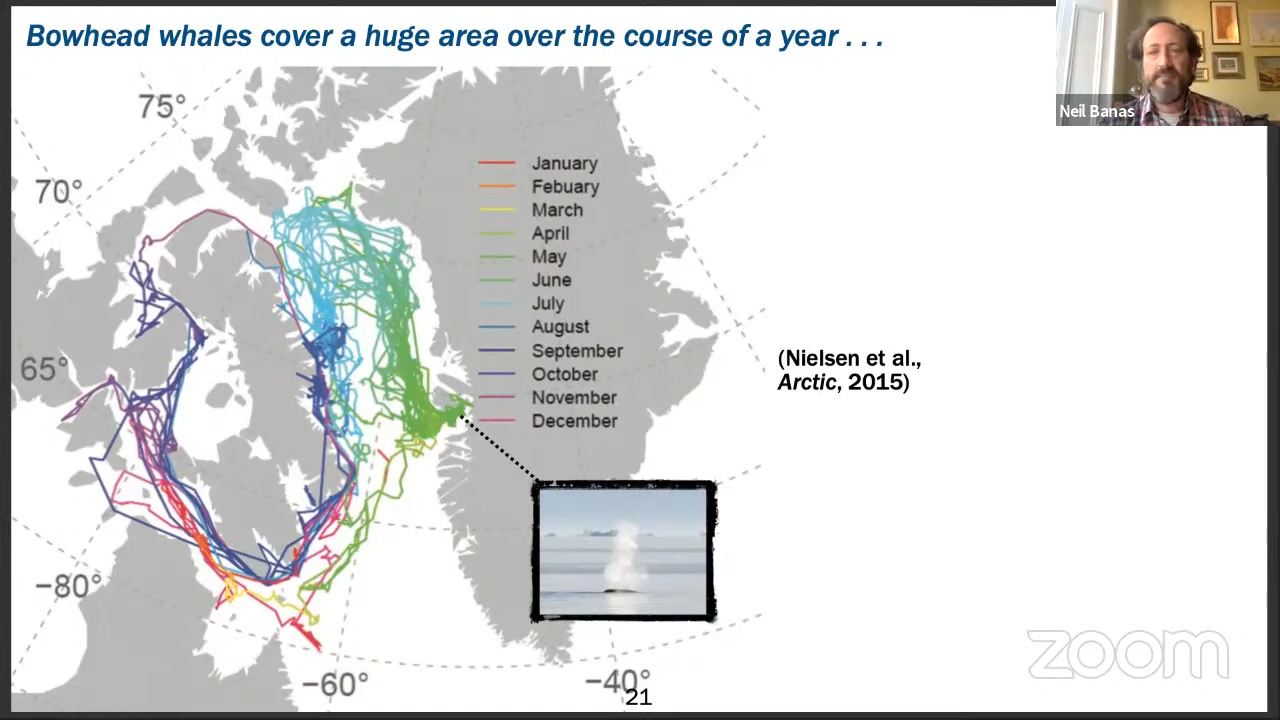 Bowhead whales cover a huge area over the course of a year . . .
Neil Banas
75°
70°
65°
−80°
−60°
−40°
January
Febuary
March
April
May
June
July
August
September
October
November
December
(Nielsen et al.,
Arctic, 2015)
21
zoom